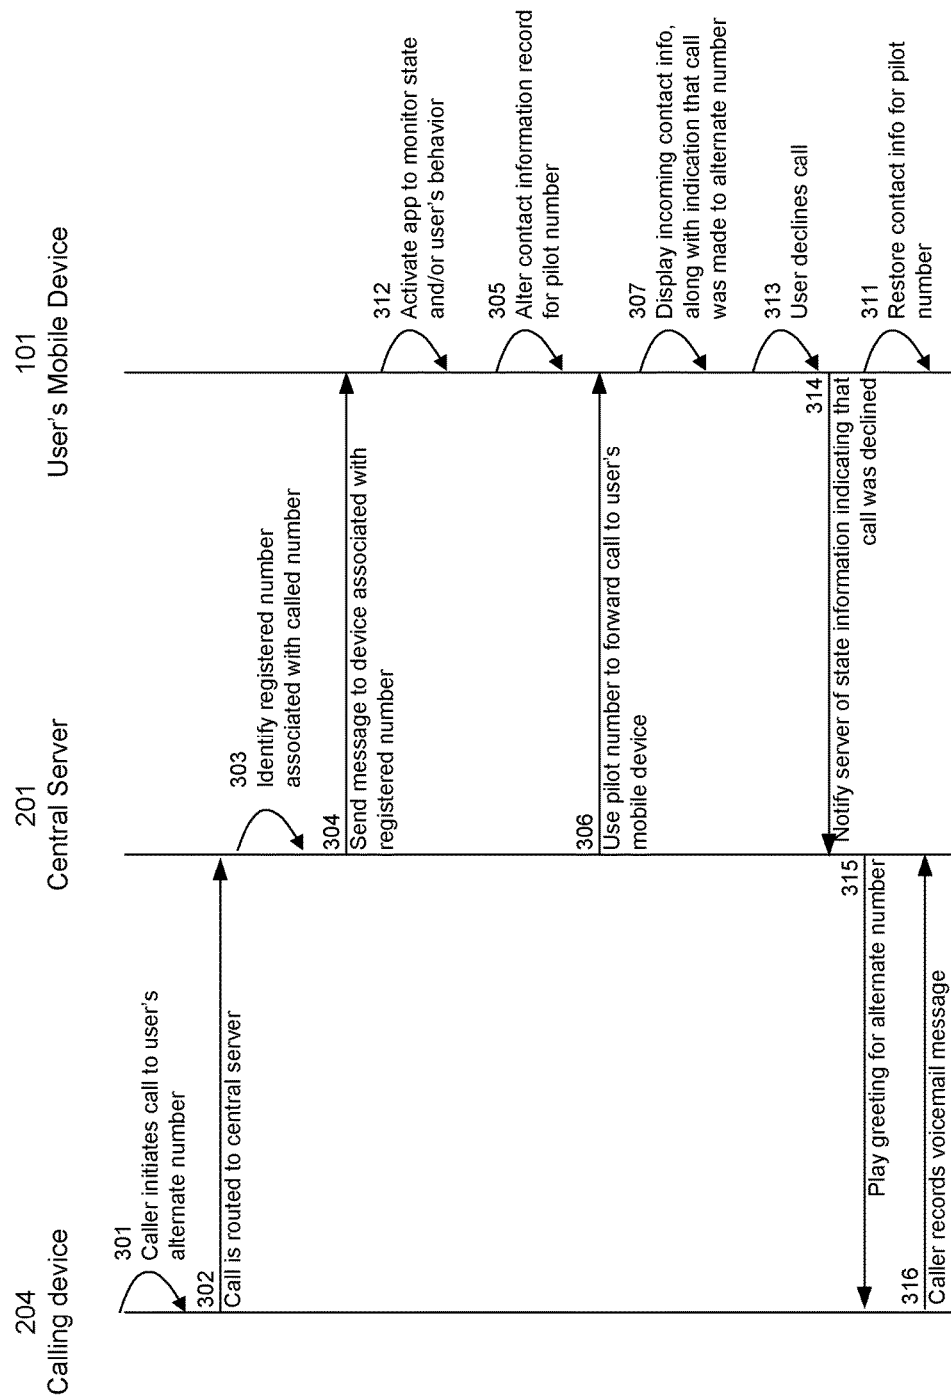 204
Calling device
201
Central Server
101
User's Mobile Device
301
Caller initiates call to user's
alternate number
302
Call is routed to central server
303
Identify registered number
associated with called number
304
Send message to device associated with
registered number
312
Activate app to monitor state
and/or user's behavior
305
Alter contact information record
for pilot number
306
Use pilot number to forward call to user's
mobile device
307
Display incoming contact info,
along with indication that call
was made to alternate number
313
User declines call
314
Notify server of state information indicating that
call was declined
311
Restore contact info for pilot
number
315
Play greeting for alternate number
316
Caller records voicemail message